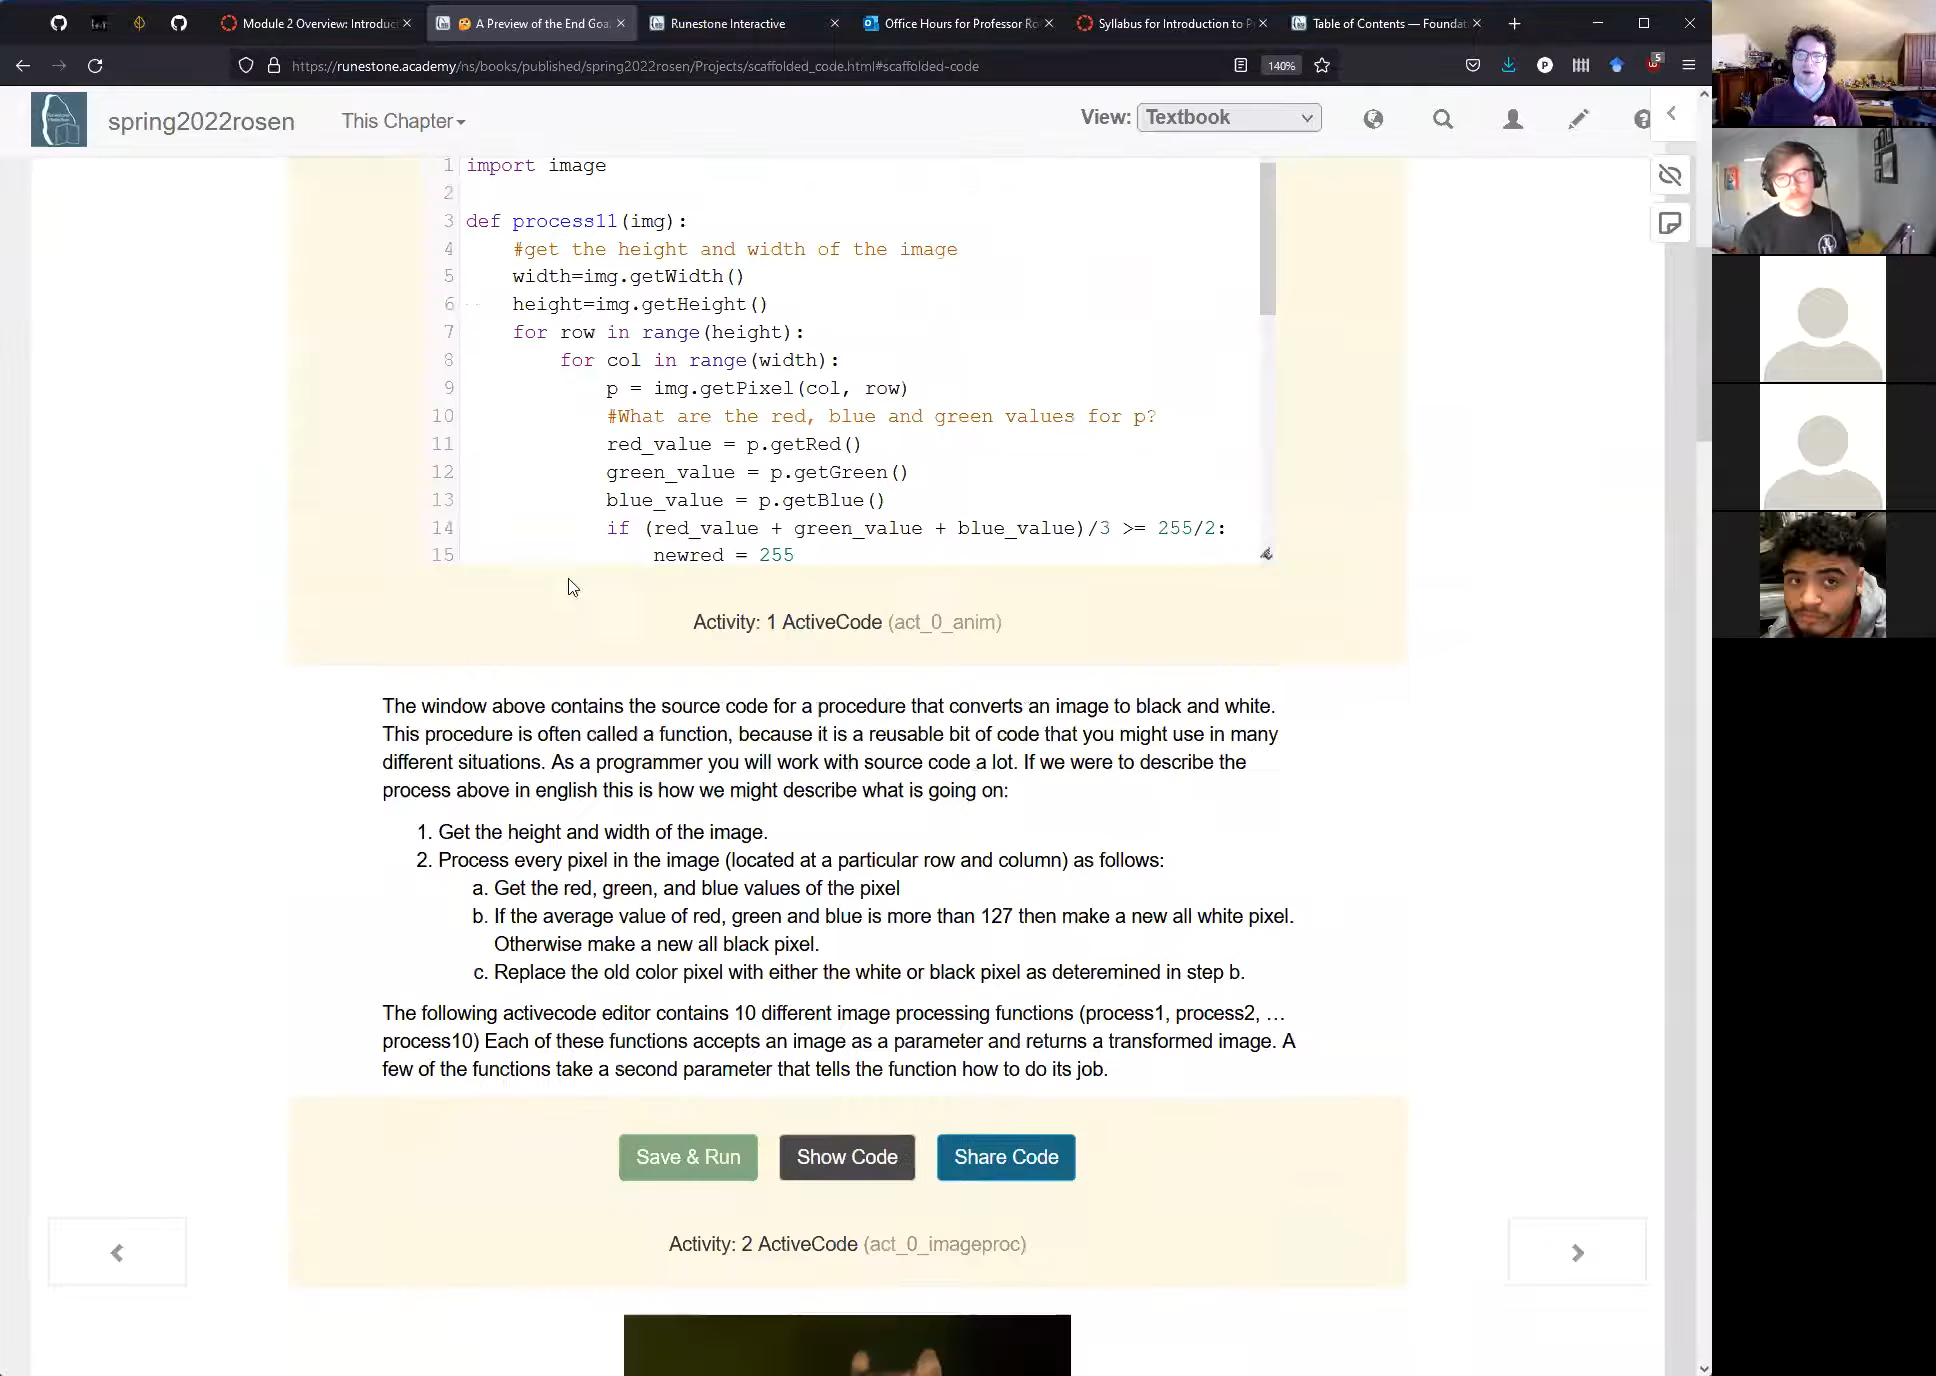 Module 2 Overview: Introduc
A Preview of the End Goa
Runestone Interactive
Office Hours for Professor Ro
Syllabus for Introduction to P
Table of Contents — Foundat
https://runestone.academy/ns/books/published/spring2022rosen/Projects/scaffolded_code.html#scaffolded-code
140%
P
5
spring2022rosen
This Chapter
View:
Textbook
1 import image
2
3 def process11(img):
4 #get the height and width of the image
5 width=img.getWidth()
6 height=img.getHeight()
7 for row in range(height):
8 for col in range(width):
9 p = img.getPixel(col, row)
10 #What are the red, blue and green values for p?
11 red_value = p.getRed()
12 green_value = p.getGreen()
13 blue_value = p.getBlue()
14 if (red_value + green_value + blue_value)/3 >= 255/2:
15 newred = 255
Activity: 1 ActiveCode (act_0_anim)
The window above contains the source code for a procedure that converts an image to black and white.
This procedure is often called a function, because it is a reusable bit of code that you might use in many
different situations. As a programmer you will work with source code a lot. If we were to describe the
process above in english this is how we might describe what is going on:
1. Get the height and width of the image.
2. Process every pixel in the image (located at a particular row and column) as follows:
a. Get the red, green, and blue values of the pixel
b. If the average value of red, green and blue is more than 127 then make a new all white pixel.
Otherwise make a new all black pixel.
c. Replace the old color pixel with either the white or black pixel as deteremined in step b.
The following activecode editor contains 10 different image processing functions (process1, process2, …
process10) Each of these functions accepts an image as a parameter and returns a transformed image. A
few of the functions take a second parameter that tells the function how to do its job.
Save & Run
Show Code
Share Code
Activity: 2 ActiveCode (act_0_imageproc)